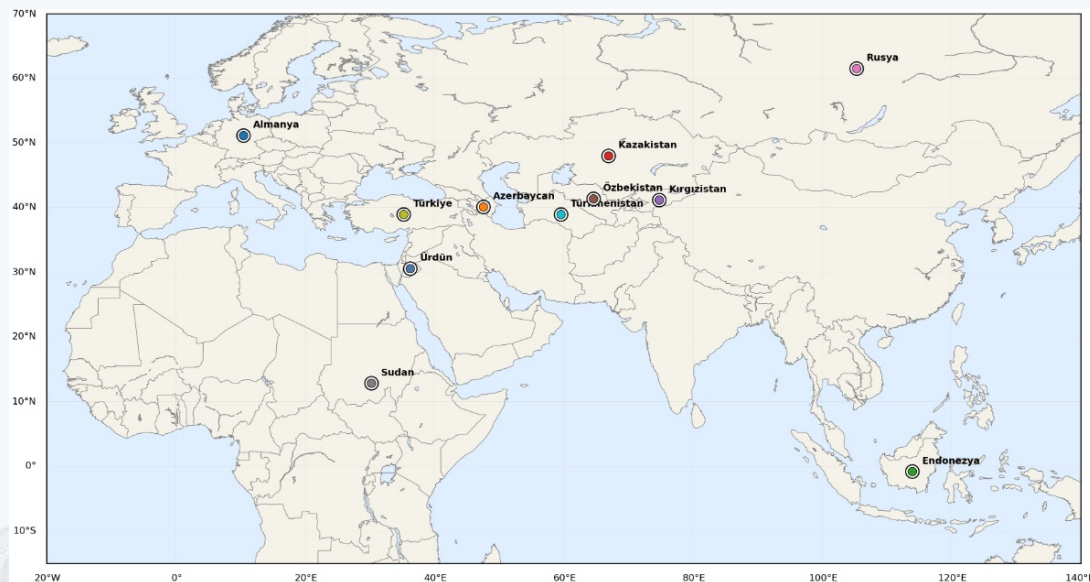 70°N
60°N
50°N
40°N
30°N
20°N
10°N
0°
10°S
Rusya
Almanya
Kazakistan
Özbekistan
Kırgızistan
Türkiye
Azerbaycan
Türkmenistan
Ürdün
Sudan
Endonezya
20°W
0°
20°E
40°E
60°E
80°E
100°E
120°E
140°E